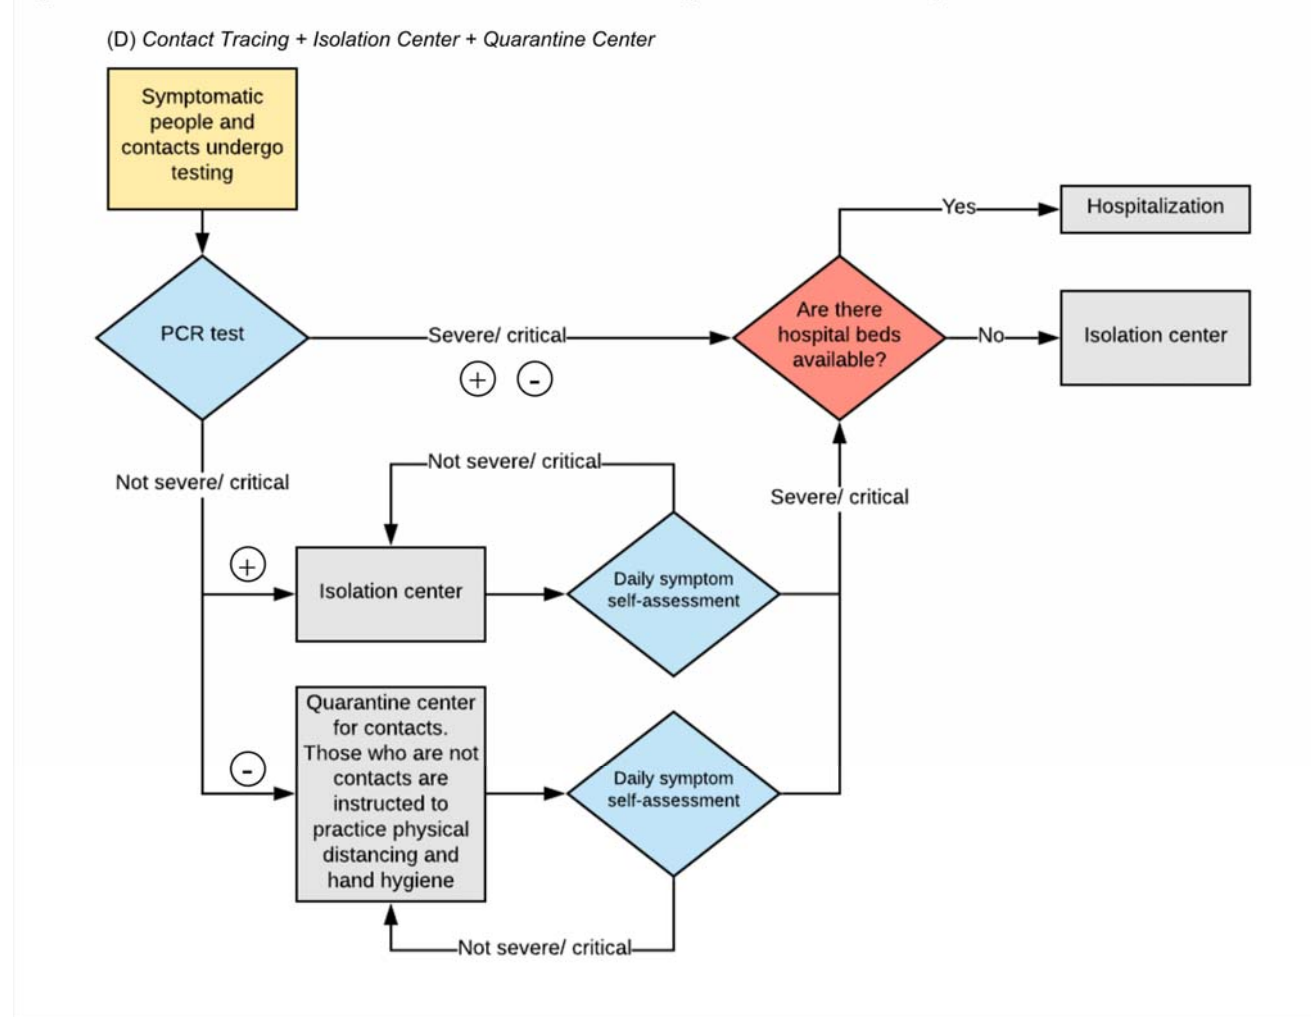 (D) Contact Tracing + Isolation Center + Quarantine Center
Symptomatic
people and
contacts undergo
testing
Yes
Hospitalization
PCR test
Severe/ critical
+ -
Are there
hospital beds
available?
No
Isolation center
Not severe/ critical
Not severe/ critical
Severe/ critical
+
Isolation center
Daily symptom
self-assessment
-
Quarantine center
for contacts.
Those who are not
contacts are
instructed to
practice physical
distancing and
hand hygiene
Daily symptom
self-assessment
Not severe/ critical